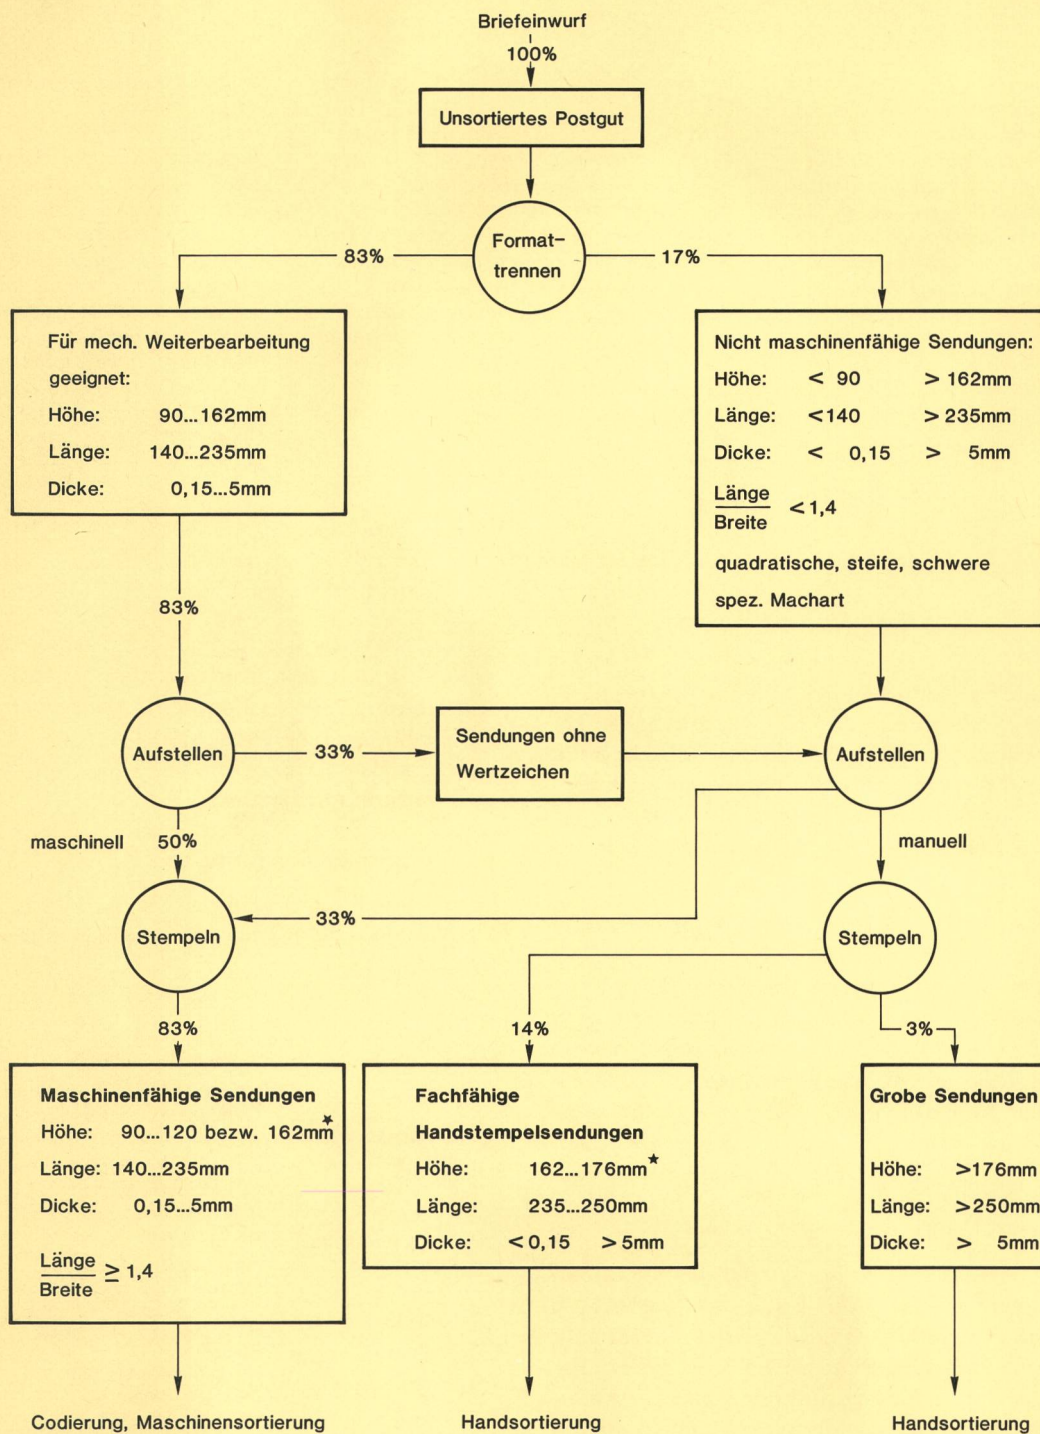 Briefeinwurf
100%
Unsortiertes Postgut
Format-
trennen
83%
17%
Für mech. Weiterbearbeitung
geeignet:
Höhe: 90...162mm
Länge: 140...235mm
Dicke: 0,15...5mm
Nicht maschinenfähige Sendungen:
Höhe: < 90 > 162mm
Länge: <140 >235mm
Dicke: < 0,15 > 5mm
Länge
Breite < 1,4
quadratische, steife, schwere
spez. Machart
83%
Aufstellen
33%
Sendungen ohne
Wertzeichen
Aufstellen
maschinell 50%
manuell
Stempeln
33%
Stempeln
83%
14%
3%
Maschinenfähige Sendungen
Höhe: 90...120 bezw. 162mm★
Länge: 140...235mm
Dicke: 0,15...5mm
Länge
Breite ≥ 1,4
Fachfähige
Handstempelsendungen
Höhe: 162...176mm★
Länge: 235...250mm
Dicke: <0,15 >5mm
Grobe Sendungen
Höhe: >176mm
Länge: >250mm
Dicke: > 5mm
Codierung, Maschinensortierung
Handsortierung
Handsortierung